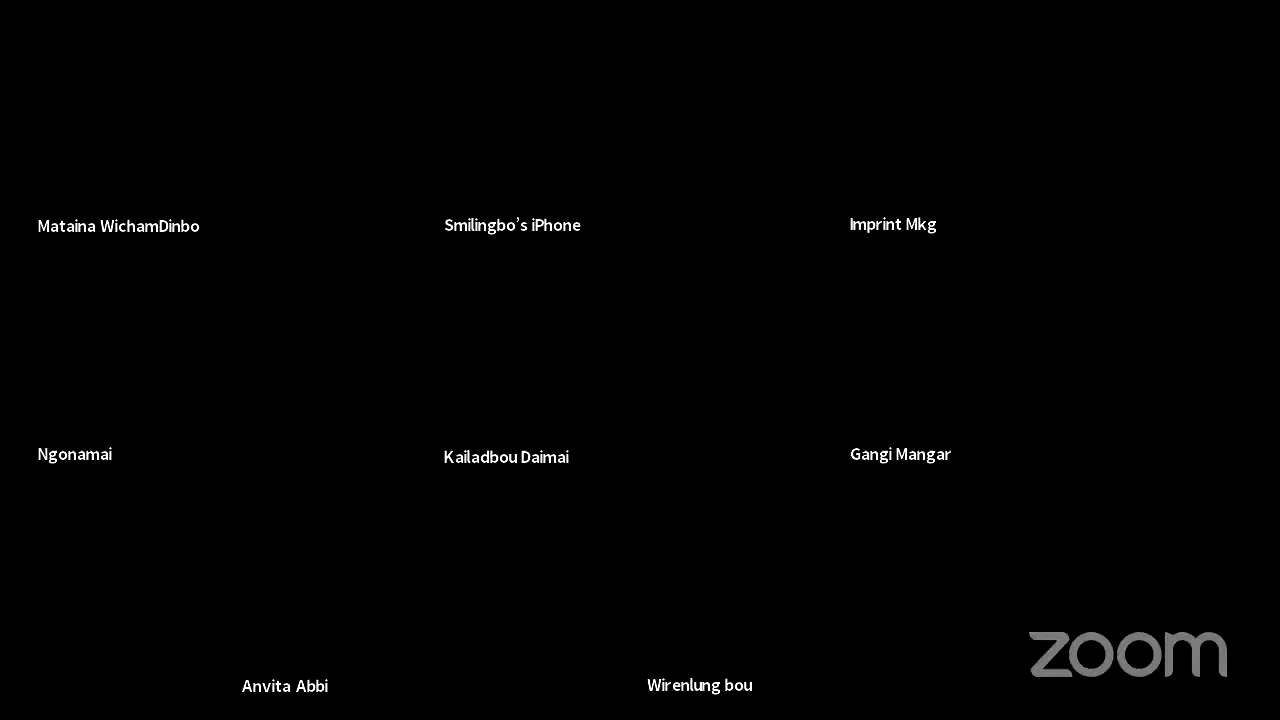 Mataina WichamDinbo
Smilingbo’s iPhone
Imprint Mkg
Ngonamai
Kailadbou Daimai
Gangi Mangar
Anvita Abbi
Wirenlung bou
zoom